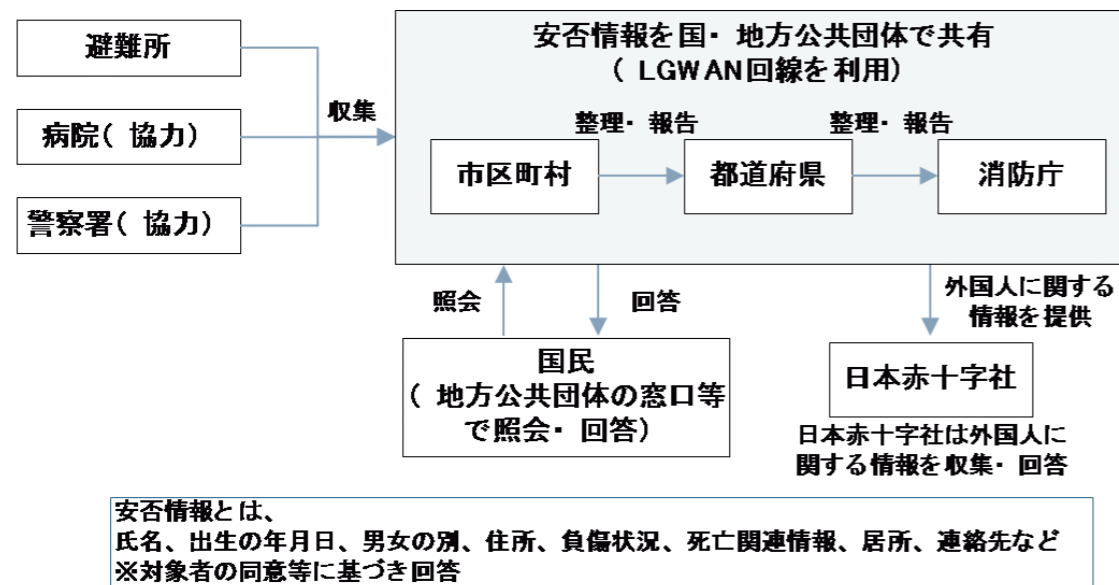 避難所
病院( 協力)
警察署( 協力)
収集
安否情報を国・地方公共団体で共有
( LGWAN回線を利用)
整理・報告
整理・報告
市区町村
都道府県
消防庁
照会
回答
外国人に関する
情報を提供
国民
( 地方公共団体の窓口等
で照会・回答)
日本赤十字社
日本赤十字社は外国人に
関する情報を収集・回答
安否情報とは、
氏名、出生の年月日、男女の別、住所、負傷状況、死亡関連情報、居所、連絡先など
※対象者の同意等に基づき回答